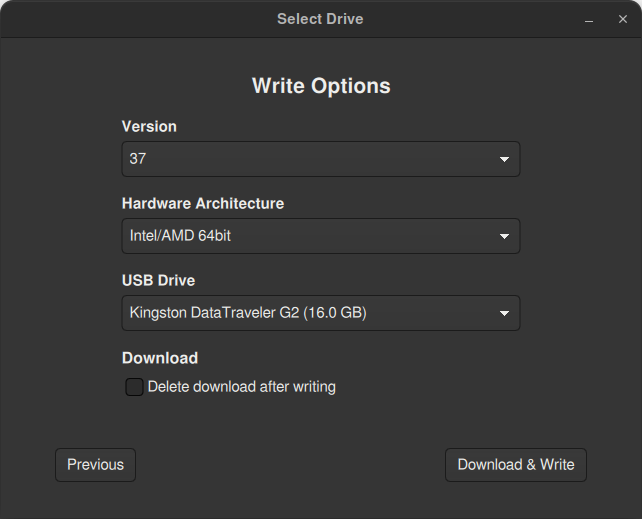 Select Drive
Write Options
Version
37
Hardware Architecture
Intel/AMD 64bit
USB Drive
Kingston DataTraveler G2 (16.0 GB)
Download
Delete download after writing
Previous
Download & Write